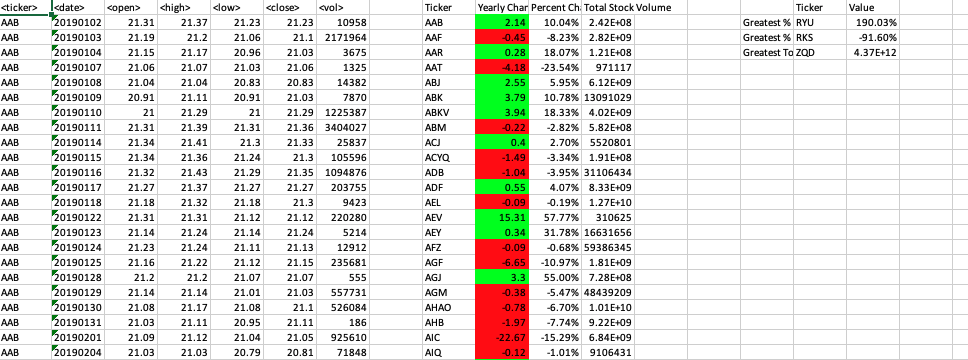 <ticker> <date> <open> <high> <low> <close> <vol> Ticker Yearly Char Percent Ch Total Stock Volume Ticker Value
AAB 20190102 21.31 21.37 21.23 21.23 10958 AAB 2.14 10.04% 2.42E+08 Greatest % RYU 190.03%
AAB 20190103 21.19 21.2 21.06 21.1 2171964 AAF -0.45 -8.23% 2.82E+09 Greatest % RKS -91.60%
AAB 20190104 21.15 21.17 20.96 21.03 3675 AAR 0.28 18.07% 1.21E+08 Greatest To ZQD 4.37E+12
AAB 20190107 21.06 21.07 21.03 21.06 1325 AAT -4.18 -23.54% 971117
AAB 20190108 21.04 21.04 20.83 20.83 14382 ABJ 2.55 5.95% 6.12E+09
AAB 20190109 20.91 21.11 20.91 21.03 7870 ABK 3.79 10.78% 13091029
AAB 20190110 21 21.29 21 21.29 1225387 ABKV 3.94 18.33% 4.02E+09
AAB 20190111 21.31 21.39 21.31 21.36 3404027 ABM -0.22 -2.82% 5.82E+08
AAB 20190114 21.34 21.41 21.3 21.33 25837 ACJ 0.4 2.70% 5520801
AAB 20190115 21.34 21.36 21.24 21.3 105596 ACYQ -1.49 -3.34% 1.91E+08
AAB 20190116 21.32 21.43 21.29 21.35 1094876 ADB -1.04 -3.95% 31106434
AAB 20190117 21.27 21.37 21.27 21.27 203755 ADF 0.55 4.07% 8.33E+09
AAB 20190118 21.18 21.32 21.18 21.3 9423 AEL -0.09 -0.19% 1.27E+10
AAB 20190122 21.31 21.31 21.12 21.12 220280 AEV 15.31 57.77% 310625
AAB 20190123 21.14 21.24 21.14 21.24 5214 AEY 0.34 31.78% 16631656
AAB 20190124 21.23 21.24 21.11 21.13 12912 AFZ -0.09 -0.68% 59386345
AAB 20190125 21.16 21.22 21.12 21.15 235681 AGF -6.65 -10.97% 1.81E+09
AAB 20190128 21.2 21.2 21.07 21.07 555 AGJ 3.3 55.00% 7.28E+08
AAB 20190129 21.14 21.14 21.01 21.03 557731 AGM -0.38 -5.47% 48439209
AAB 20190130 21.08 21.17 21.08 21.1 526084 AHAO -0.78 -6.70% 1.01E+10
AAB 20190131 21.03 21.11 20.95 21.11 186 AHB -1.97 -7.74% 9.22E+09
AAB 20190201 21.09 21.12 21.04 21.05 925610 AIC -22.67 -15.29% 6.84E+09
AAB 20190204 21.03 21.03 20.79 20.81 71848 AIQ -0.12 -1.01% 9106431